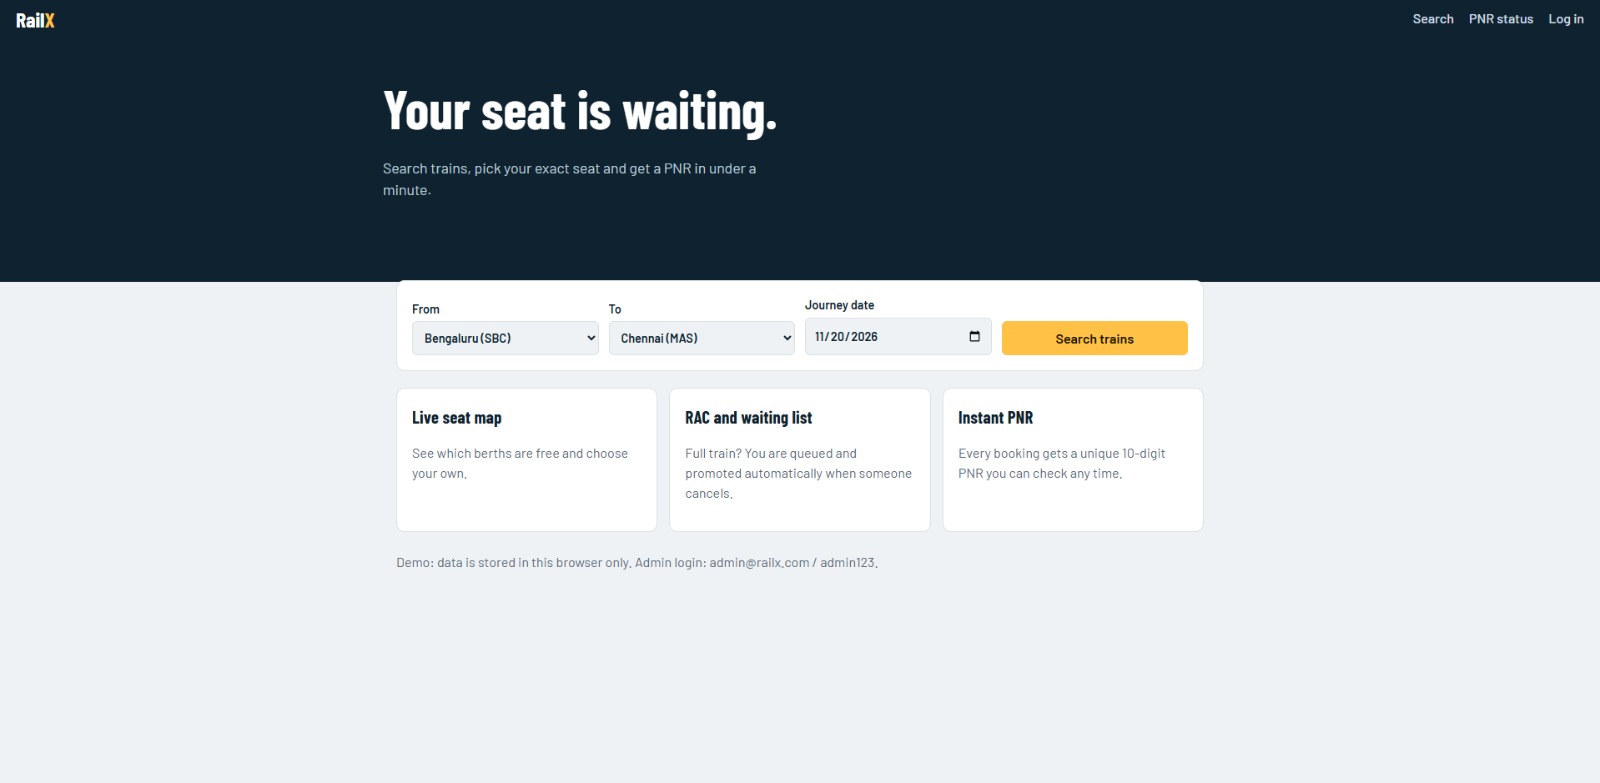 RailX
Search
PNR status
Log in
Your seat is waiting.
Search trains, pick your exact seat and get a PNR in under a
minute.
From
Bengaluru (SBC)
To
Chennai (MAS)
Journey date
11/20/2026
Search trains
Live seat map
See which berths are free and choose
your own.
RAC and waiting list
Full train? You are queued and
promoted automatically when someone
cancels.
Instant PNR
Every booking gets a unique 10-digit
PNR you can check any time.
Demo: data is stored in this browser only. Admin login: admin@railx.com / admin123.